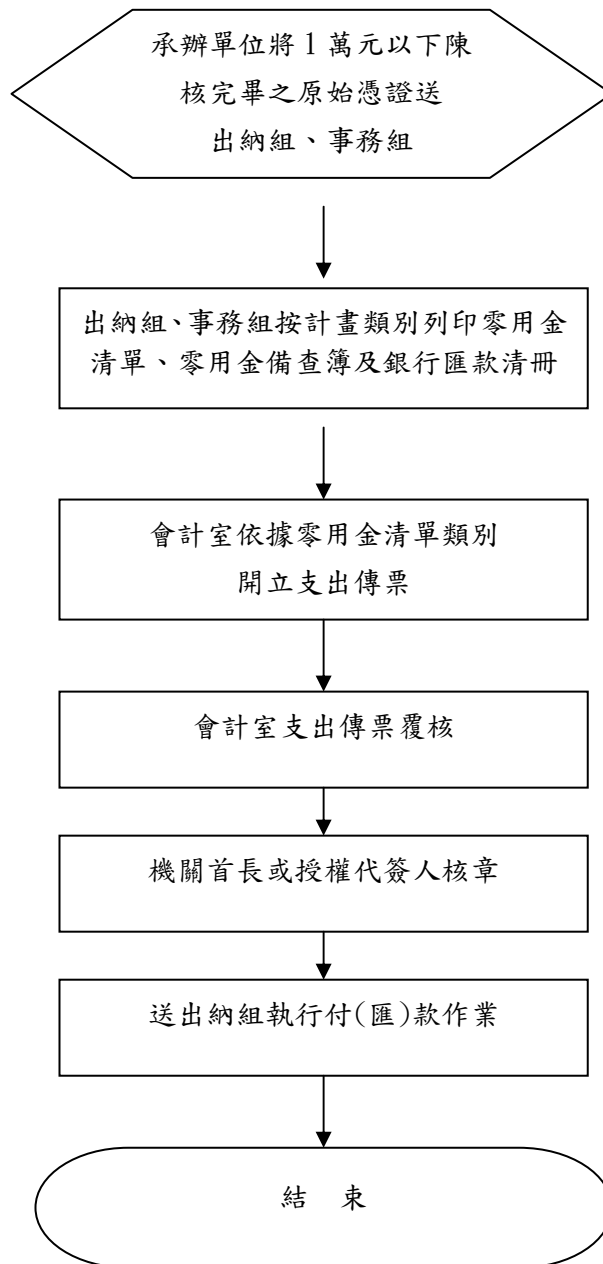 承辦單位將 1 萬元以下陳
核完畢之原始憑證送
出納組、事務組
出納組、事務組按計畫類別列印零用金
清單、零用金備查簿及銀行匯款清冊
會計室依據零用金清單類別
開立支出傳票
會計室支出傳票覆核
機關首長或授權代簽人核章
送出納組執行付(匯)款作業
結 束